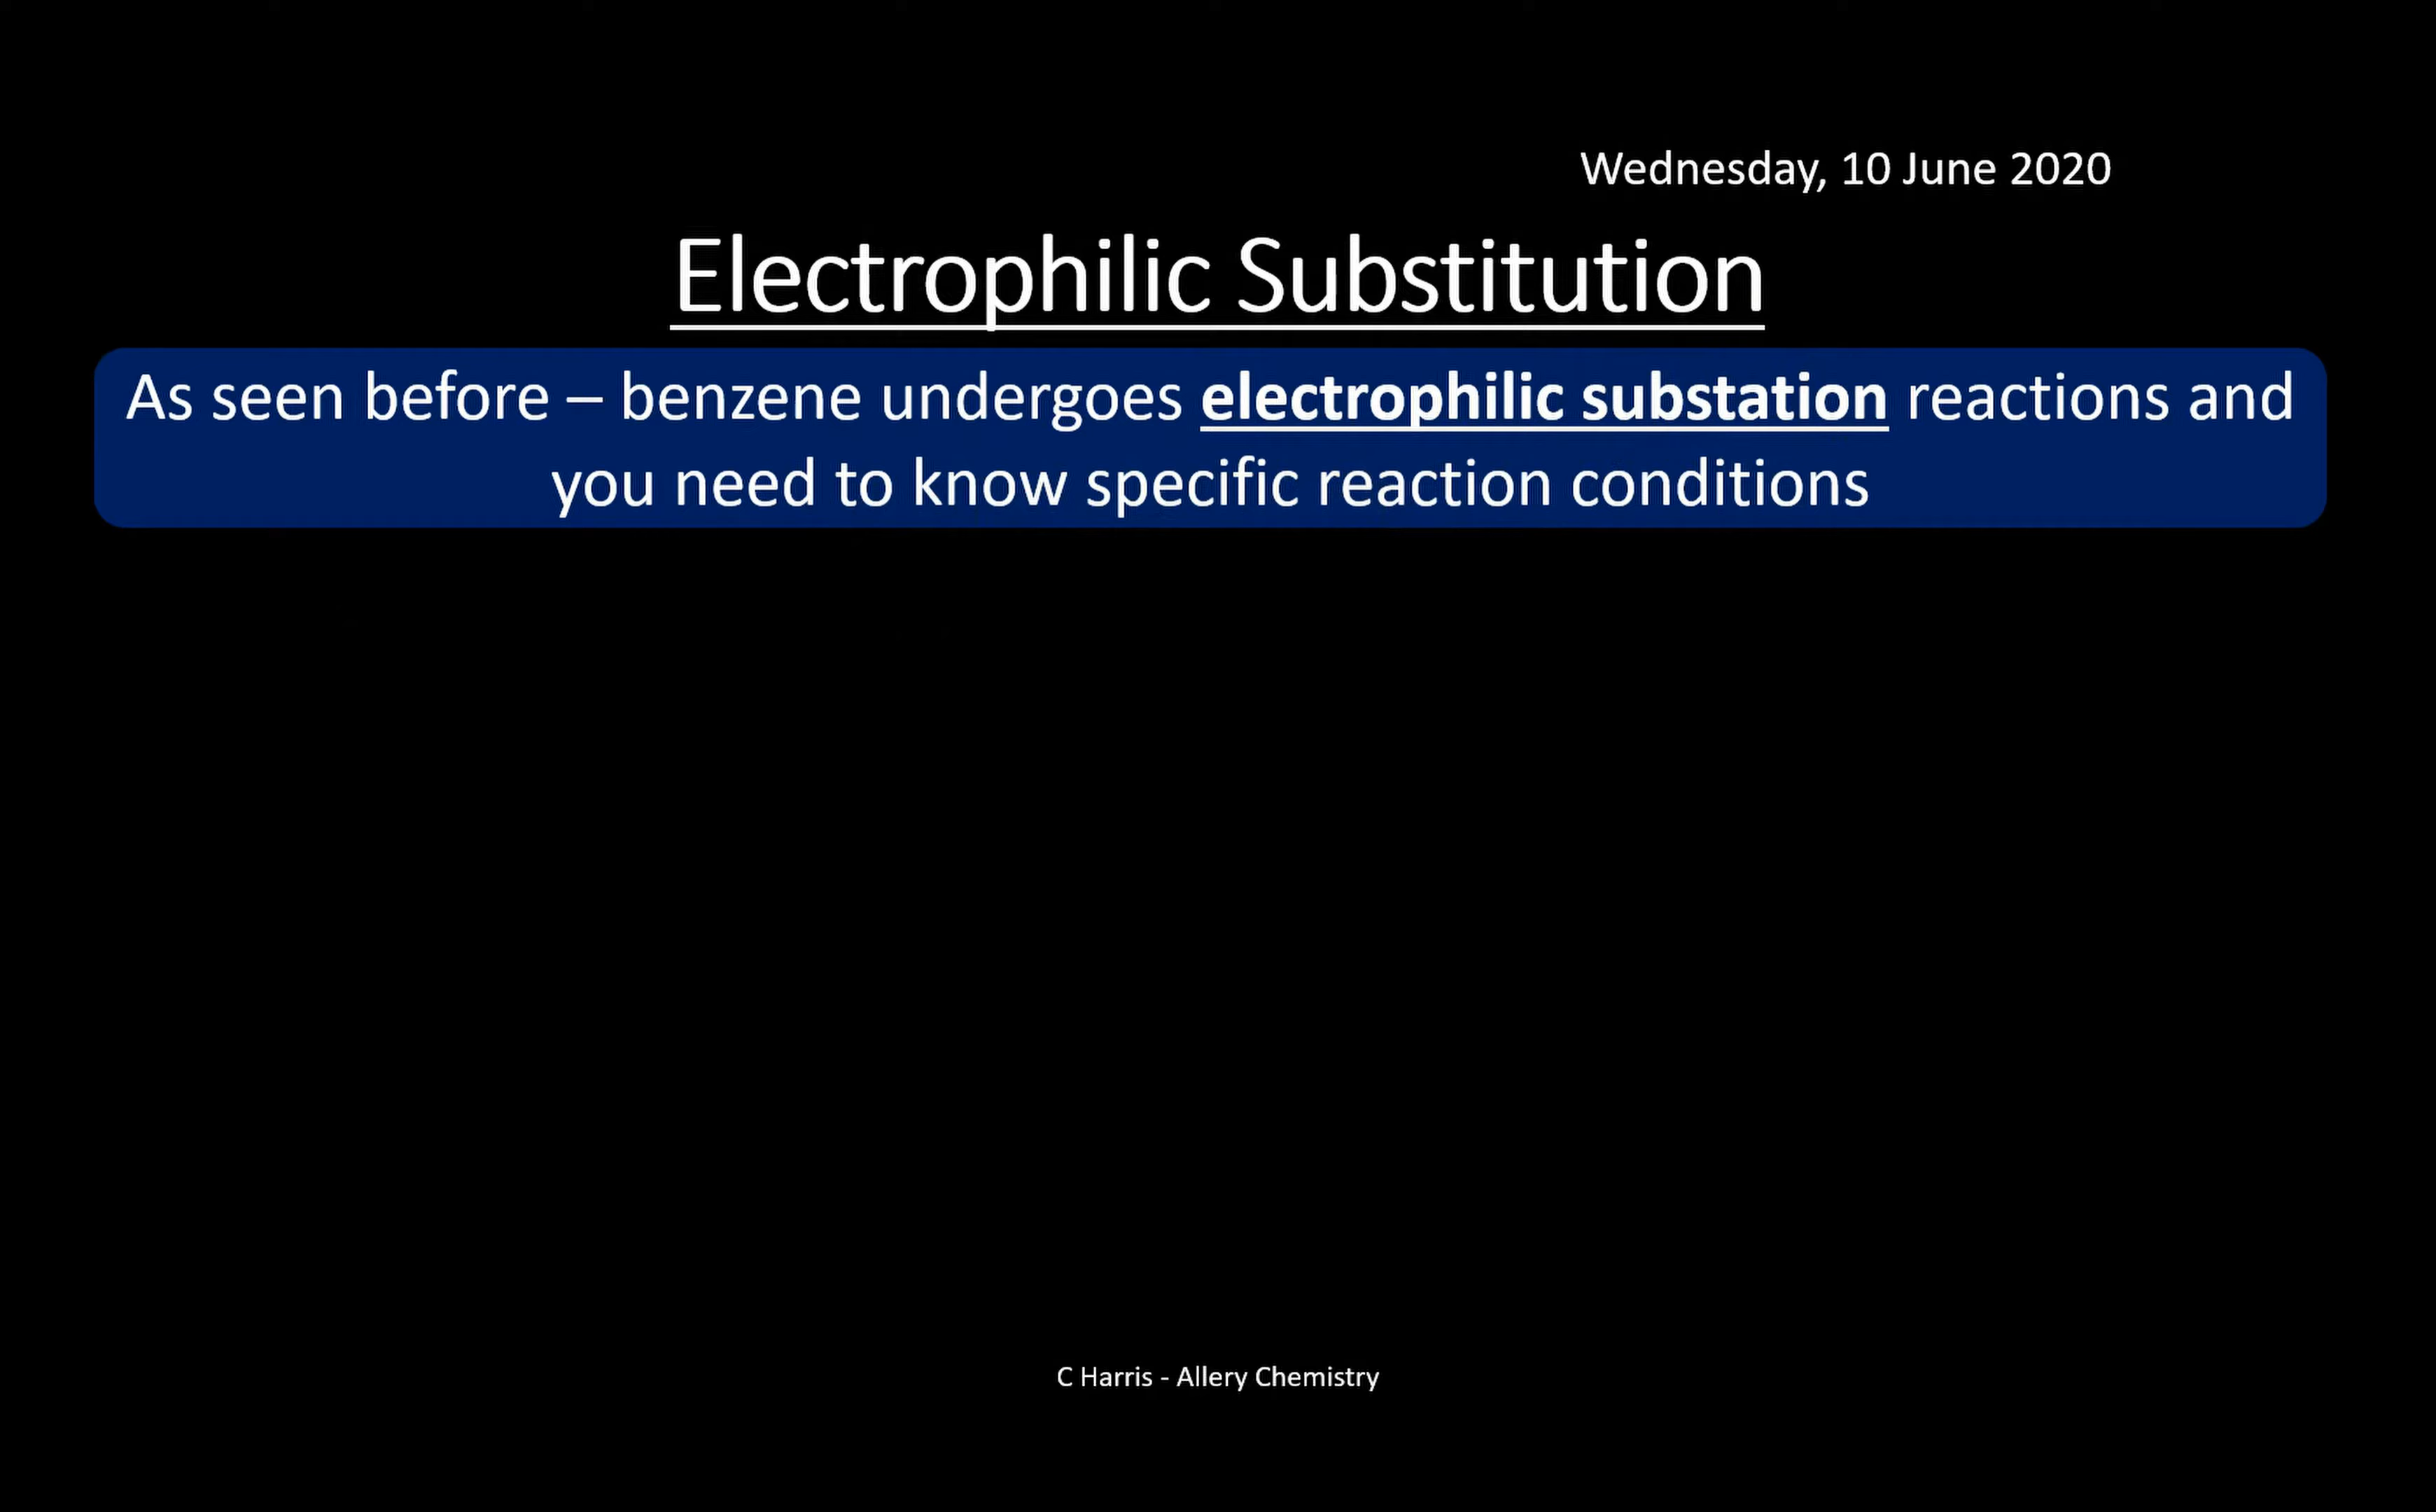 Wednesday, 10 June 2020
Electrophilic Substitution
As seen before – benzene undergoes electrophilic substation reactions and
you need to know specific reaction conditions
C Harris - Allery Chemistry